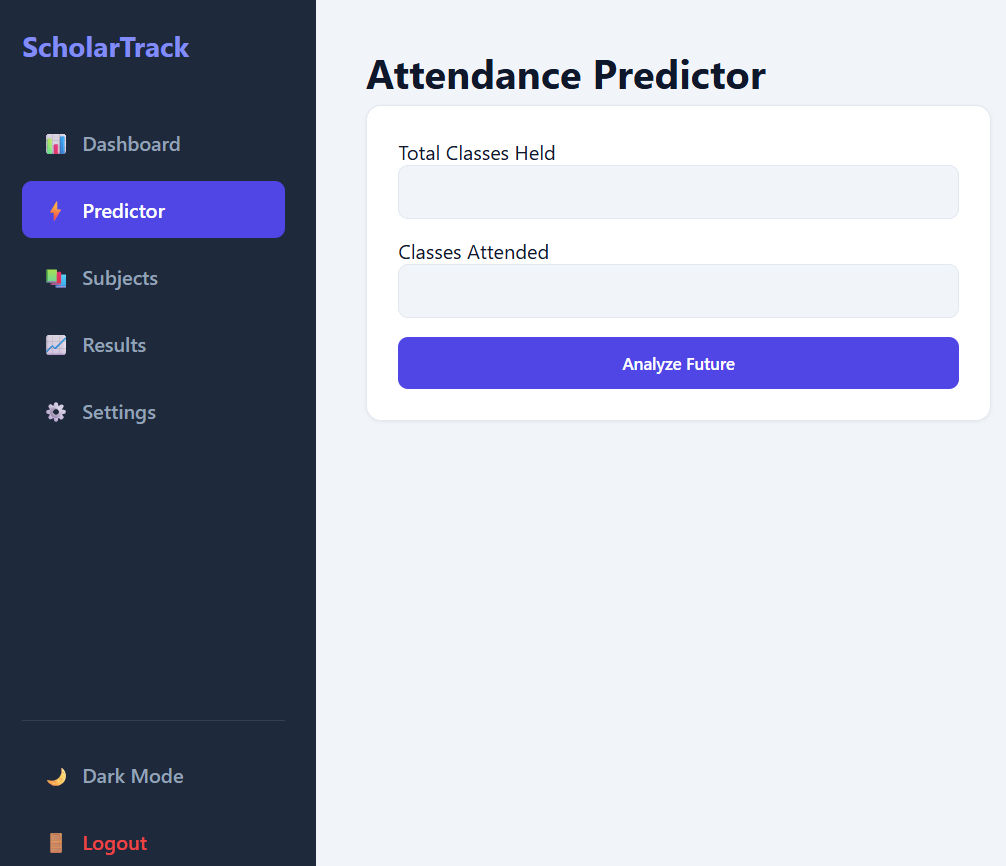 ScholarTrack
Dashboard
Predictor
Subjects
Results
Settings
Dark Mode
Logout
Attendance Predictor
Total Classes Held
Classes Attended
Analyze Future